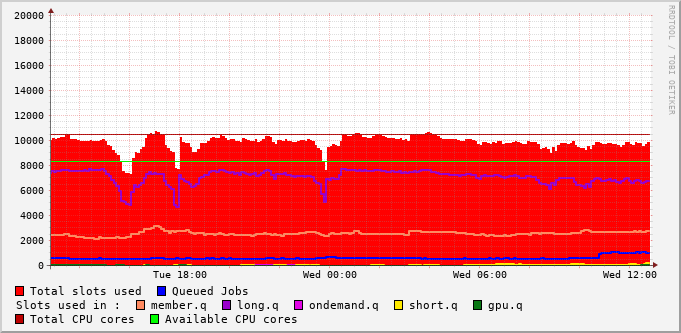 20000
18000
16000
14000
12000
10000
8000
6000
4000
2000
0
Tue 18:00 Wed 00:00 Wed 06:00 Wed 12:00
RRDTOOL / TOBI OETIKER
Total slots used Queued Jobs
Slots used in : member.q long.q ondemand.q short.q gpu.q
Total CPU cores Available CPU cores